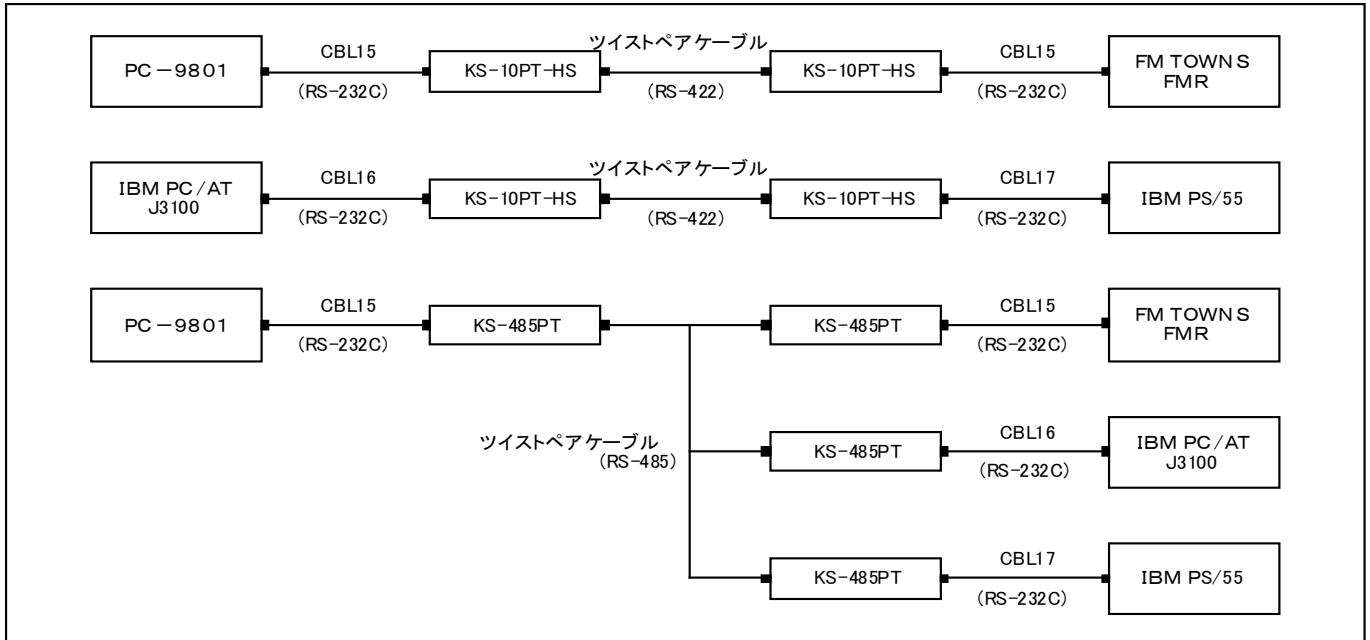 ツイストペアケーブル
PC-9801
CBL15
(RS-232C)
KS-10PT-HS
(RS-422)
KS-10PT-HS
CBL15
(RS-232C)
FM TOWNS
FMR
ツイストペアケーブル
IBM PC/AT
J3100
CBL16
(RS-232C)
KS-10PT-HS
(RS-422)
KS-10PT-HS
CBL17
(RS-232C)
IBM PS/55
PC-9801
CBL15
(RS-232C)
KS-485PT
KS-485PT
CBL15
(RS-232C)
FM TOWNS
FMR
ツイストペアケーブル
(RS-485)
KS-485PT
CBL16
(RS-232C)
IBM PC/AT
J3100
KS-485PT
CBL17
(RS-232C)
IBM PS/55